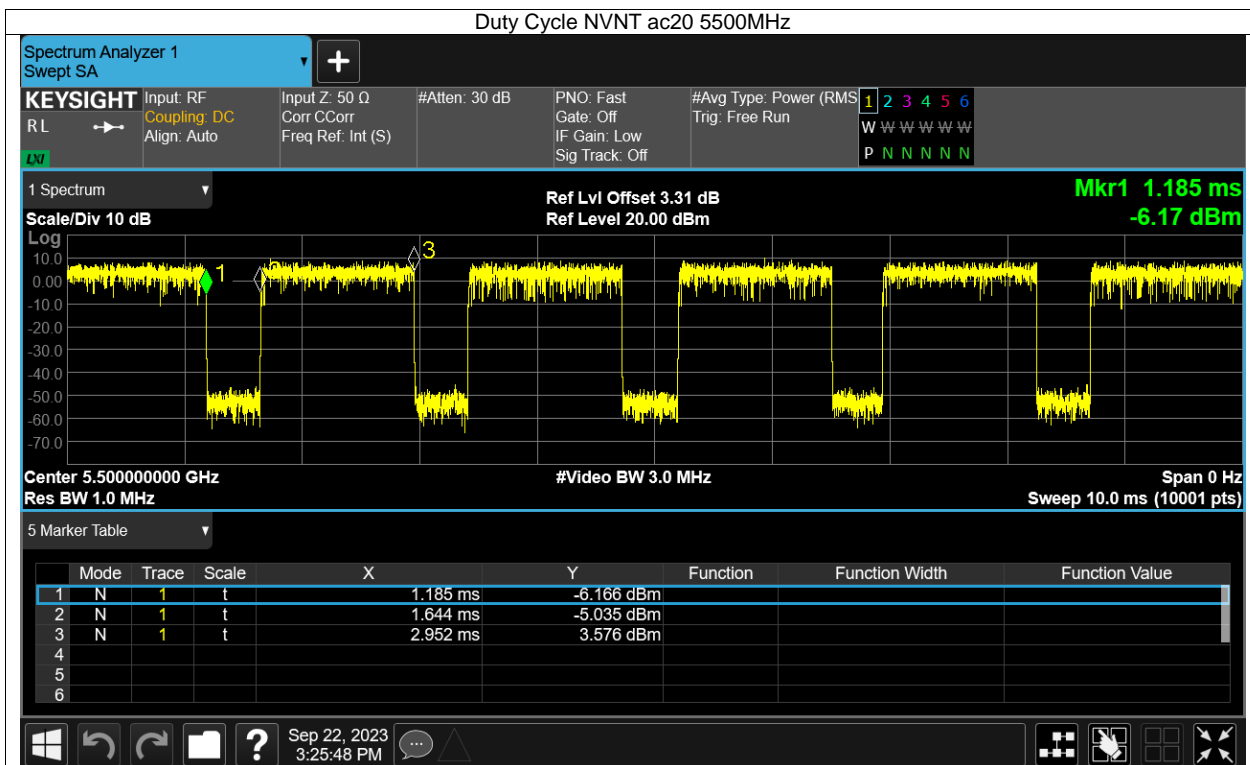 Duty Cycle NVNT ac20 5500MHz
Spectrum Analyzer 1
Swept SA
+
KEYSIGHT Input: RF Input Z: 50 Ω #Atten: 30 dB PNO: Fast #Avg Type: Power (RMS 1 2 3 4 5 6
RL Coupling: DC Corr CCorr Gate: Off Trig: Free Run W W W W W W
Align: Auto Freq Ref: Int (S) IF Gain: Low
LXI Sig Track: Off P N N N N N
1 Spectrum Ref Lvl Offset 3.31 dB Mkr1 1.185 ms
Scale/Div 10 dB Ref Level 20.00 dBm -6.17 dBm
Log
10.0
0.00
-10.0
-20.0
-30.0
-40.0
-50.0
-60.0
-70.0
1 2 3
Center 5.500000000 GHz #Video BW 3.0 MHz Span 0 Hz
Res BW 1.0 MHz Sweep 10.0 ms (10001 pts)
5 Marker Table
Mode Trace Scale X Y Function Function Width Function Value
1 N 1 t 1.185 ms -6.166 dBm
2 N 1 t 1.644 ms -5.035 dBm
3 N 1 t 2.952 ms 3.576 dBm
4
5
6
? Sep 22, 2023
3:25:48 PM